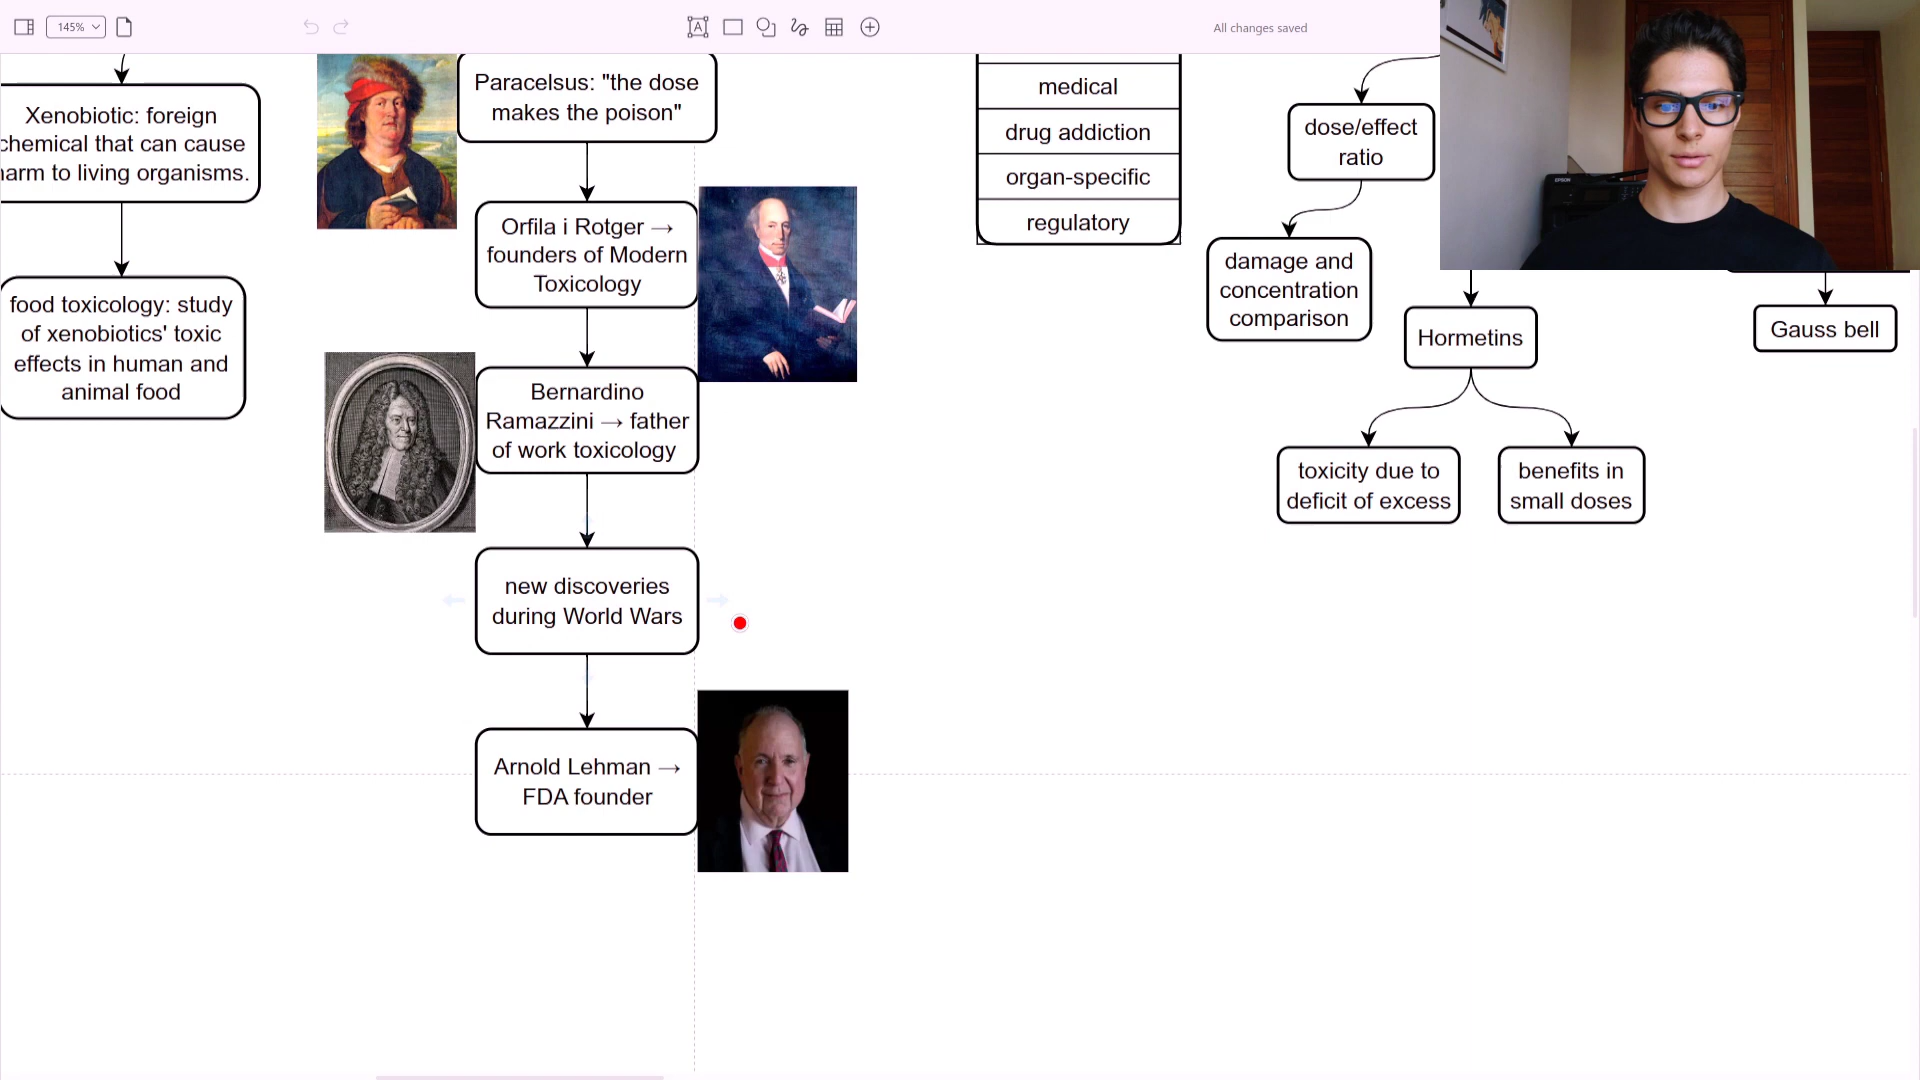 145%
All changes saved
Xenobiotic: foreign
chemical that can cause
harm to living organisms.
food toxicology: study
of xenobiotics' toxic
effects in human and
animal food
Paracelsus: "the dose
makes the poison"
Orfila i Rotger →
founders of Modern
Toxicology
Bernardino
Ramazzini → father
of work toxicology
new discoveries
during World Wars
Arnold Lehman →
FDA founder
medical
drug addiction
organ-specific
regulatory
dose/effect
ratio
damage and
concentration
comparison
Hormetins
toxicity due to
deficit of excess
benefits in
small doses
Gauss bell
EPSON